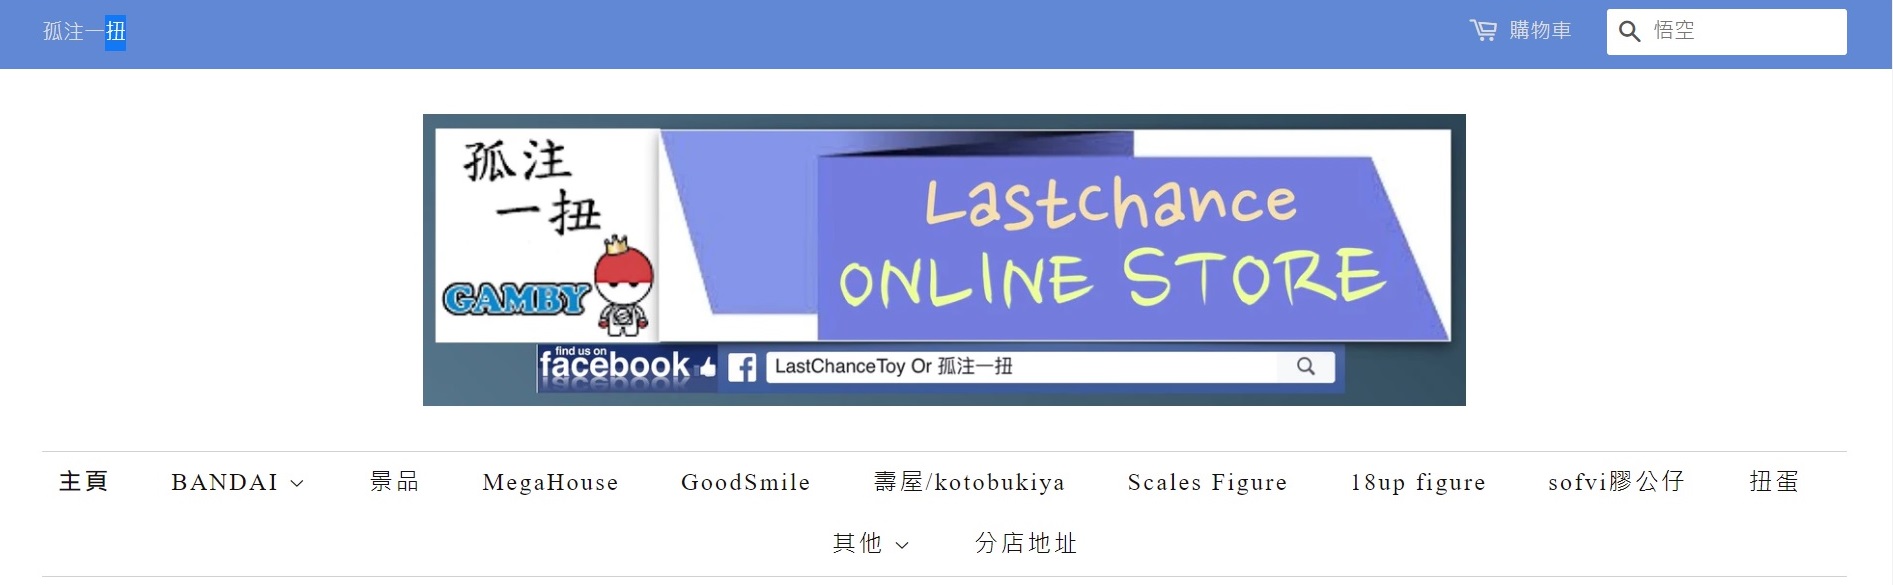 孤注一扭
購物車
悟空
孤注
一扭
GAMBY
Lastchance
ONLINE STORE
find us on
facebook
LastChanceToy Or 孤注一扭
主頁 BANDAI 景品 MegaHouse GoodSmile 壽屋/kotobukiya Scales Figure 18up figure sofvi膠公仔 扭蛋
其他 分店地址